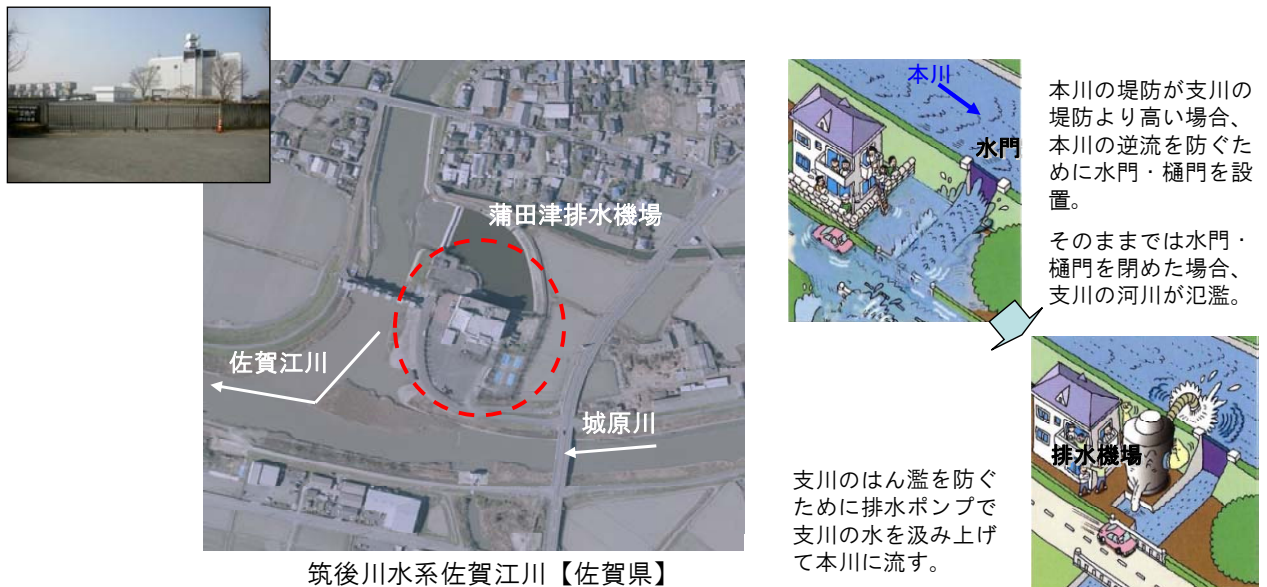 蒲田津排水機場
佐賀江川
城原川
筑後川水系佐賀江川【佐賀県】
本川
水門
本川の堤防が支川の
堤防より高い場合、
本川の逆流を防ぐた
めに水門・樋門を設
置。
そのままでは水門・
樋門を閉めた場合、
支川の河川が氾濫。
排水機場
支川のはん濫を防ぐ
ために排水ポンプで
支川の水を汲み上げ
て本川に流す。